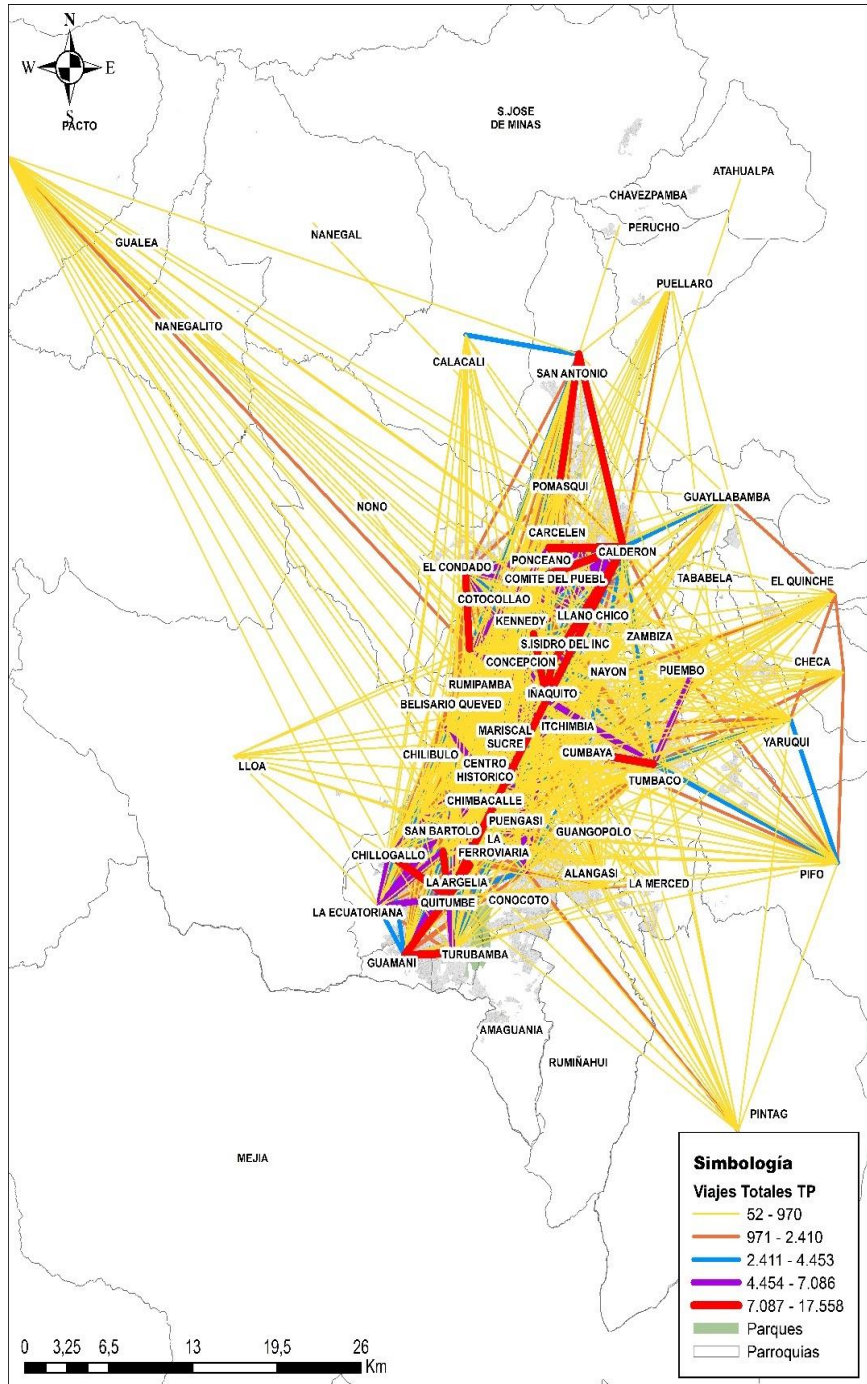 N
W
E
S
PACTO
S.JOSE
DE MINAS
ATAHUALPA
CHAVEZPAMBA
PERUCHO
NANEGAL
GUALEA
PUELLARO
NANEGALITO
CALACALI
SAN ANTONIO
POMASQUI
GUAYLLABAMBA
NONO
CARCELEN
CALDERON
PONCEANO
EL CONDADO
COMITE DEL PUEBL
TABABELA
EL QUINCHE
COTOCOLLAO
LLANO CHICO
KENNEDY
ZAMBIZA
S.ISIDRO DEL INC
CONCEPCION
NAYON
PUEMBO
CHECA
RUMIPAMBA
IÑAQUITO
BELISARIO QUEVED
ITCHIMBIA
MARISCAL
SUCRE
YARUQUI
CHILIBULO
CUMBAYA
LLOA
CENTRO
HISTORICO
TUMBACO
CHIMBACALLE
PUENGASI
SAN BARTOLO
GUANGOPOLO
LA
FERROVIARIA
CHILLOGALLO
ALANGASI
PIFO
LA ARGELIA
LA MERCED
QUITUMBE
CONOCOTO
LA ECUATORIANA
TURUBAMBA
GUAMANI
AMAGUANIA
RUMIÑAHUI
PINTAG
MEJIA
Simbología
Viajes Totales TP
52 - 970
971 - 2.410
2.411 - 4.453
4.454 - 7.086
7.087 - 17.558
Parques
Parroquias
0 3,25 6,5 13 19,5 26
Km